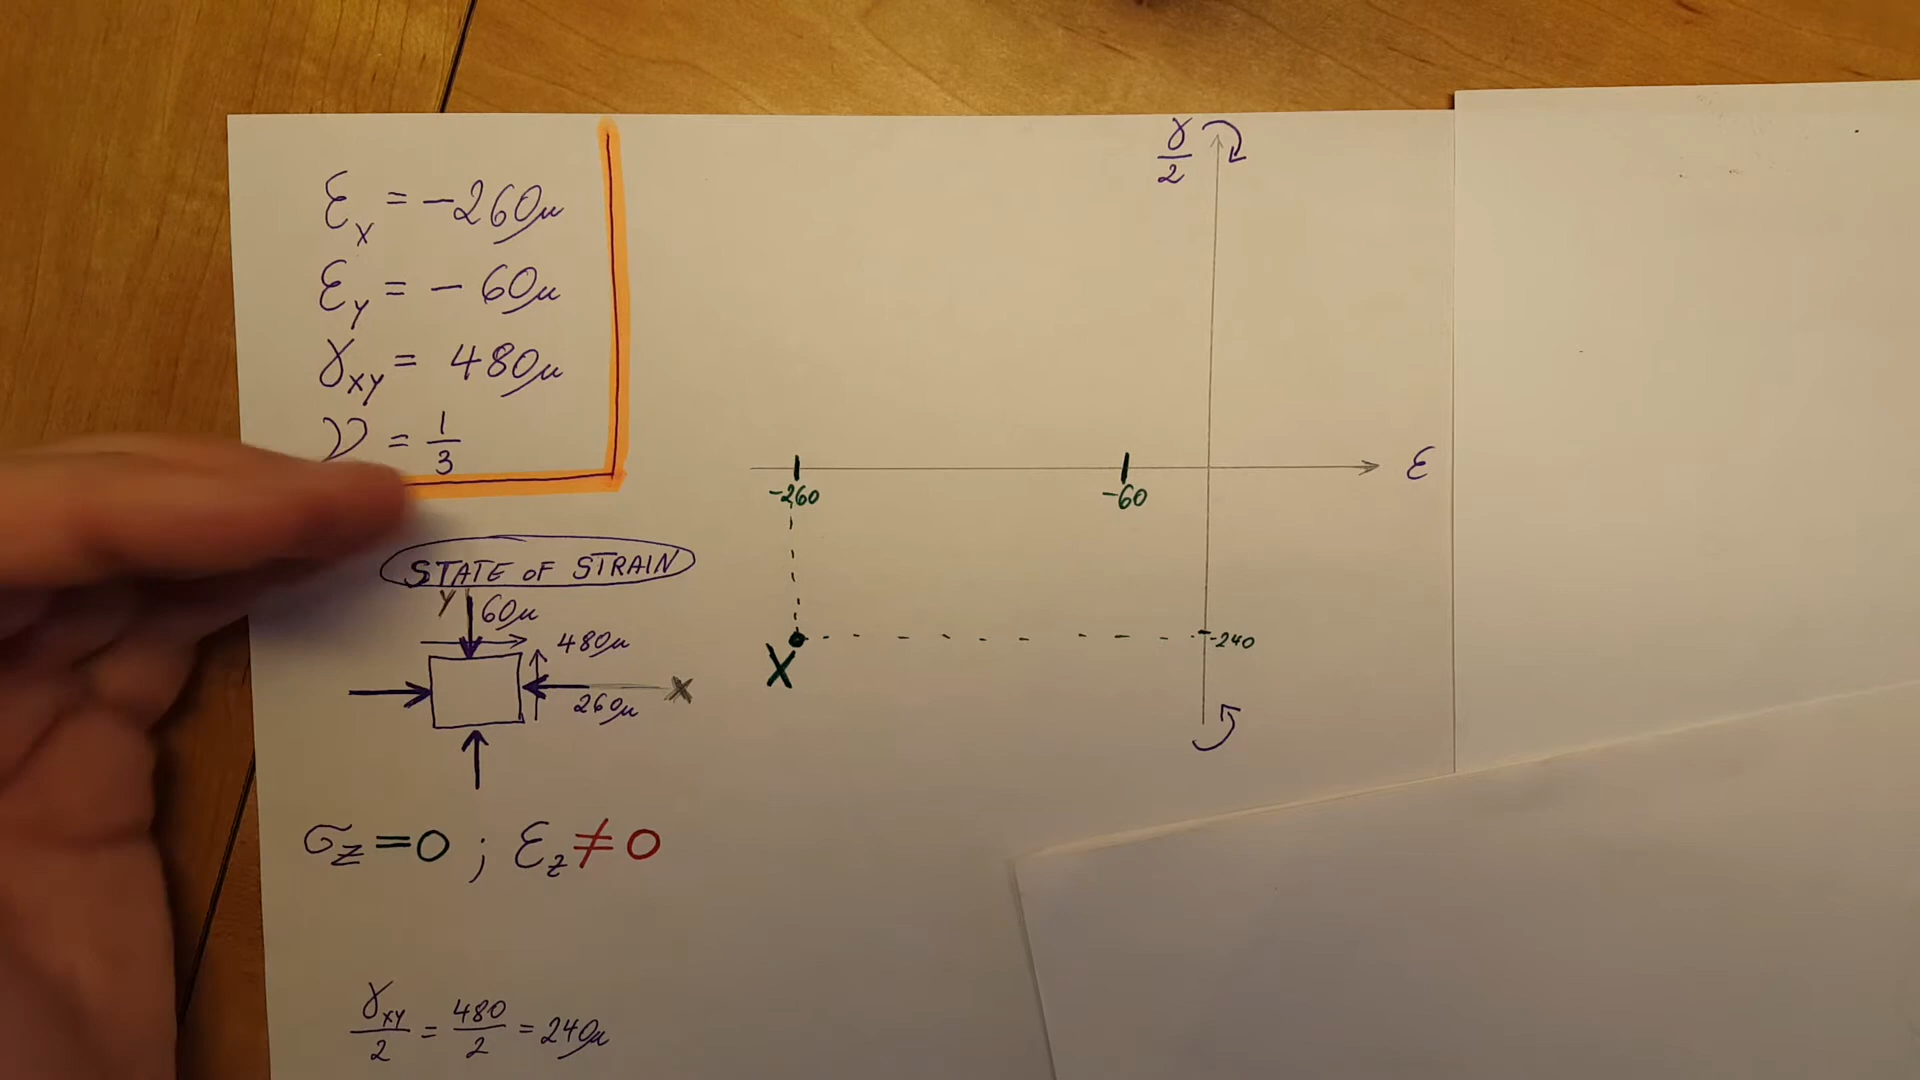 εx = -260μ
εy = - 60μ
γxy = 480μ
ν = 1/3
STATE OF STRAIN
Y
60μ
480μ
X
260μ
σz = 0 ; εz ≠ 0
γxy/2 = 480/2 = 240μ
γ/2
ε
-260
-60
-240
X